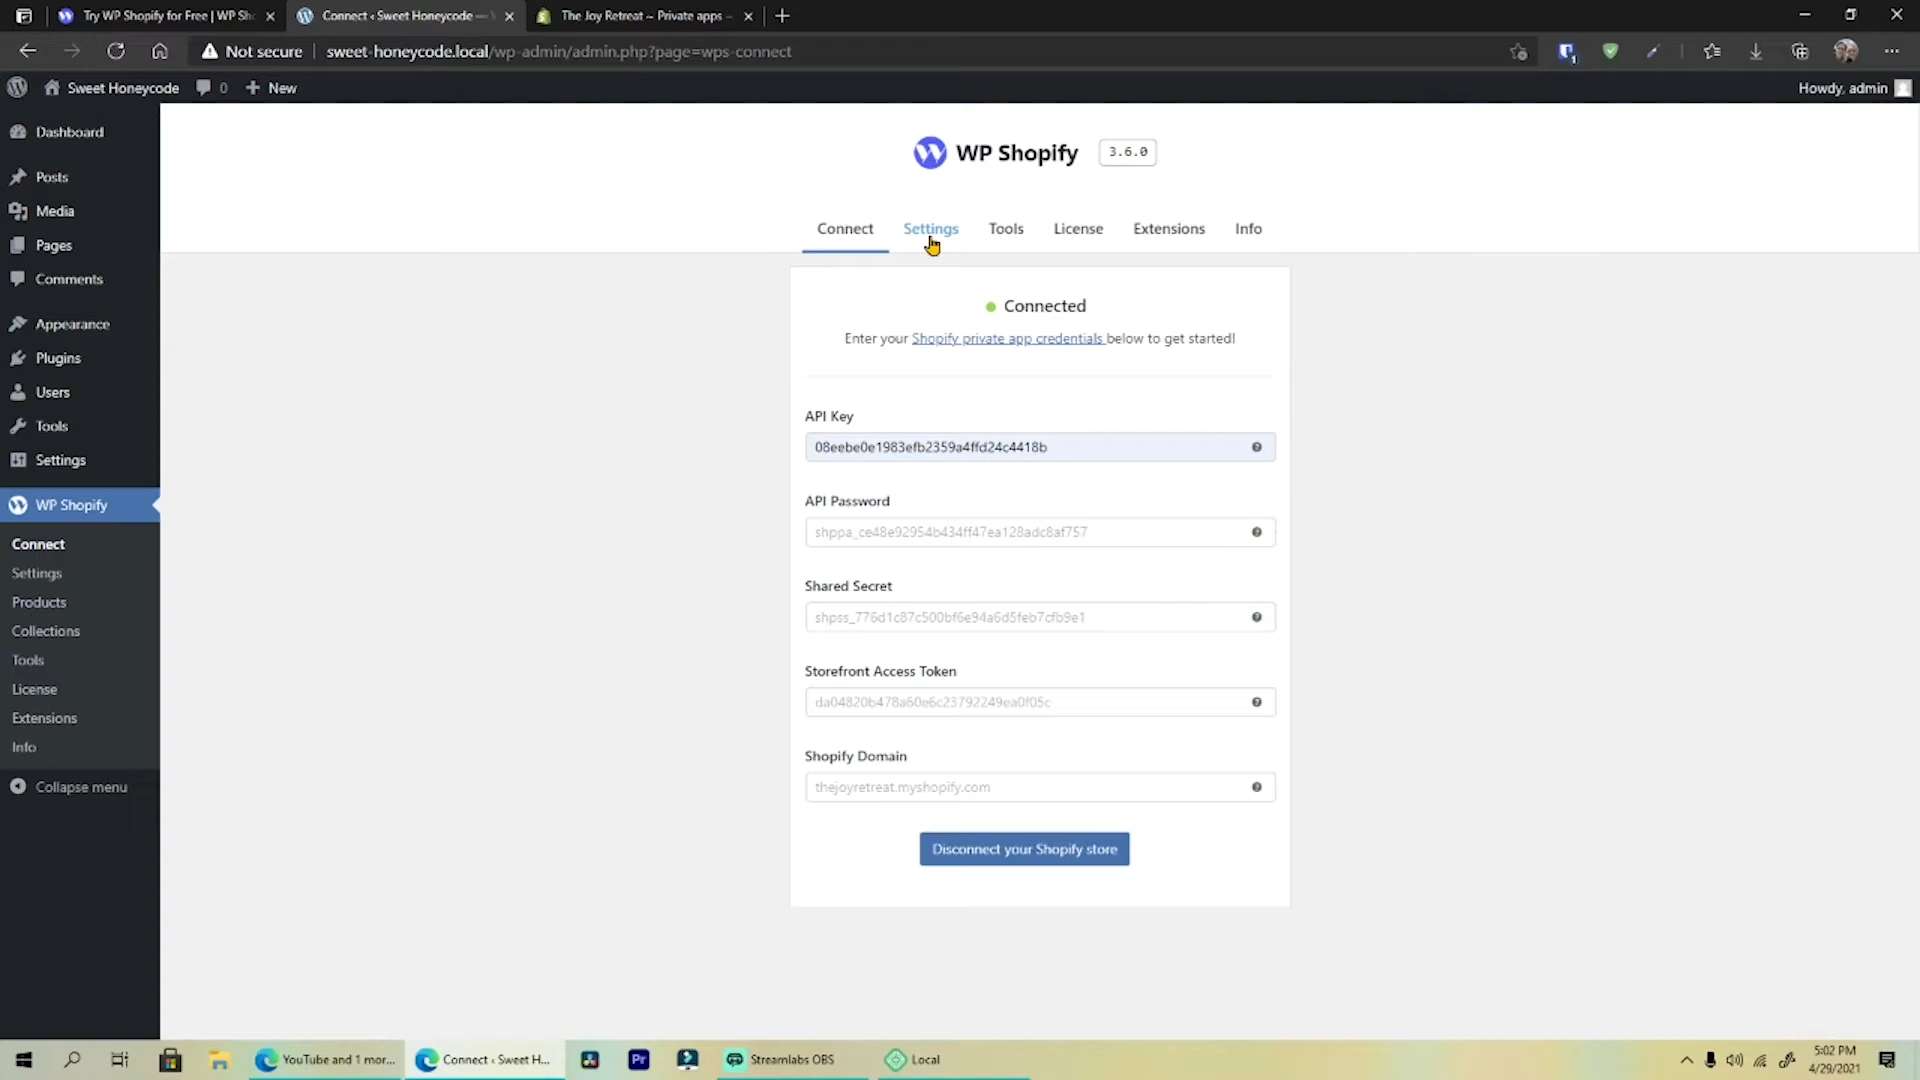 Try WP Shopify for Free | WP Sh
Connect ‹ Sweet Honeycode —
The Joy Retreat ~ Private apps ~
Not secure
sweet-honeycode.local/wp-admin/admin.php?page=wps-connect
Sweet Honeycode
0
New
Howdy, admin
Dashboard
Posts
Media
Pages
Comments
Appearance
Plugins
Users
Tools
Settings
WP Shopify
Connect
Settings
Products
Collections
Tools
License
Extensions
Info
Collapse menu
WP Shopify
3.6.0
Connect
Settings
Tools
License
Extensions
Info
Connected
Enter your Shopify private app credentials below to get started!
API Key
08eebe0e1983efb2359a4ffd24c4418b
API Password
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
Shared Secret
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
Storefront Access Token
da04820b478a60e6c23792249ea0f05c
Shopify Domain
thejoyretreat.myshopify.com
Disconnect your Shopify store
YouTube and 1 mor...
Connect ‹ Sweet H...
Pr
Streamlabs OBS
Local
5:02 PM
4/29/2021